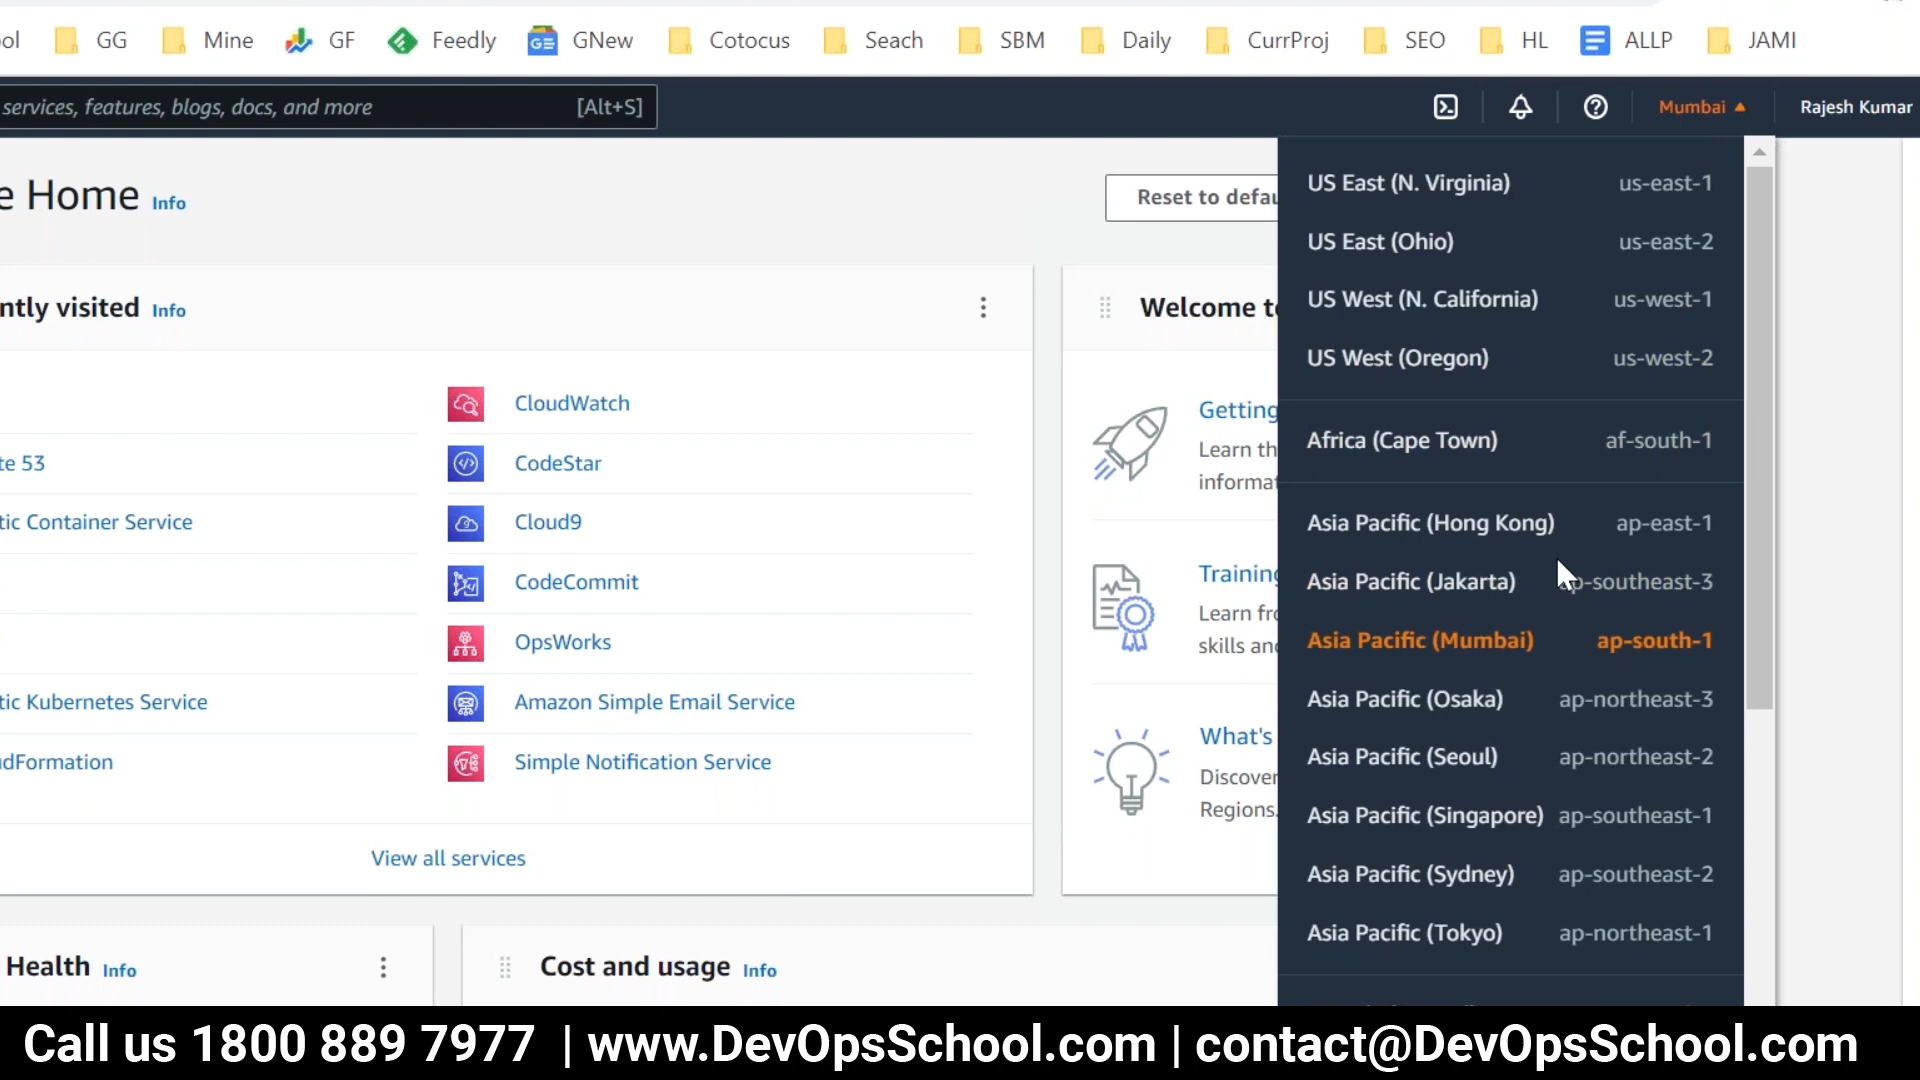 ol GG Mine GF Feedly GNew Cotocus Seach SBM Daily CurrProj SEO HL ALLP JAMI
services, features, blogs, docs, and more [Alt+S] Mumbai Rajesh Kumar
e Home Info
Reset to defau
ntly visited Info
te 53
tic Container Service
tic Kubernetes Service
dFormation
CloudWatch
CodeStar
Cloud9
CodeCommit
OpsWorks
Amazon Simple Email Service
Simple Notification Service
View all services
Welcome to
Getting
Learn th
informat
Training
Learn fro
skills and
What's
Discover
Regions.
US East (N. Virginia) us-east-1
US East (Ohio) us-east-2
US West (N. California) us-west-1
US West (Oregon) us-west-2
Africa (Cape Town) af-south-1
Asia Pacific (Hong Kong) ap-east-1
Asia Pacific (Jakarta) ap-southeast-3
Asia Pacific (Mumbai) ap-south-1
Asia Pacific (Osaka) ap-northeast-3
Asia Pacific (Seoul) ap-northeast-2
Asia Pacific (Singapore) ap-southeast-1
Asia Pacific (Sydney) ap-southeast-2
Asia Pacific (Tokyo) ap-northeast-1
Health Info
Cost and usage Info
Call us 1800 889 7977 | www.DevOpsSchool.com | contact@DevOpsSchool.com